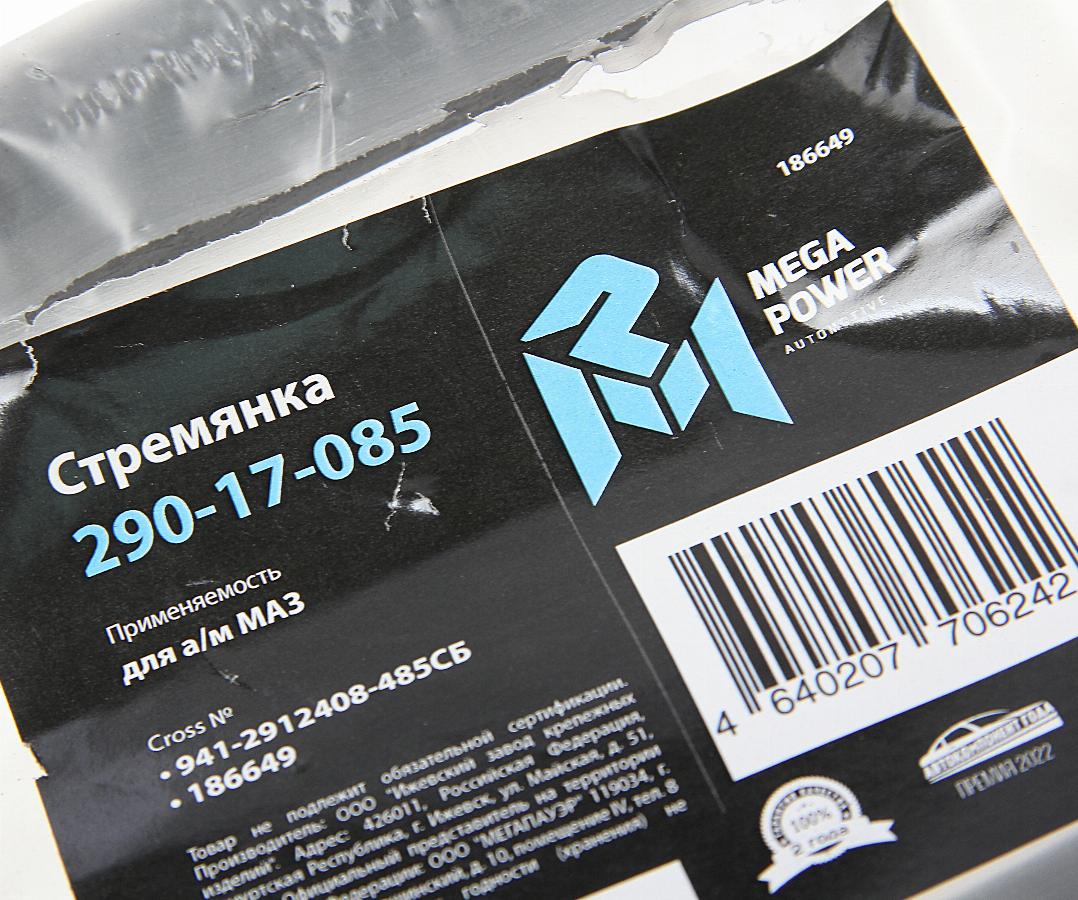 186649
MEGA
POWER
AUTOMOTIVE
Стремянка
290-17-085
Применяемость
для а/м МАЗ
Cross №
• 941-2912408-485СБ
• 186649
Товар не подлежит обязательной сертификации.
Производитель: ООО "Ижевский завод крепежных
изделий". Адрес: 426011, Российская Федерация,
Республика, г. Ижевск, ул. Майская, д. 51,
Официальный представитель на территории
ООО "МЕГАПАУЭР" 119034, г.
д. 10, помещение IV, тел. 8
годности (хранения) не
4 640207 706242
100%
2 года
АВТОКОМПОНЕНТ ГОДА
ПРЕМИЯ 2022